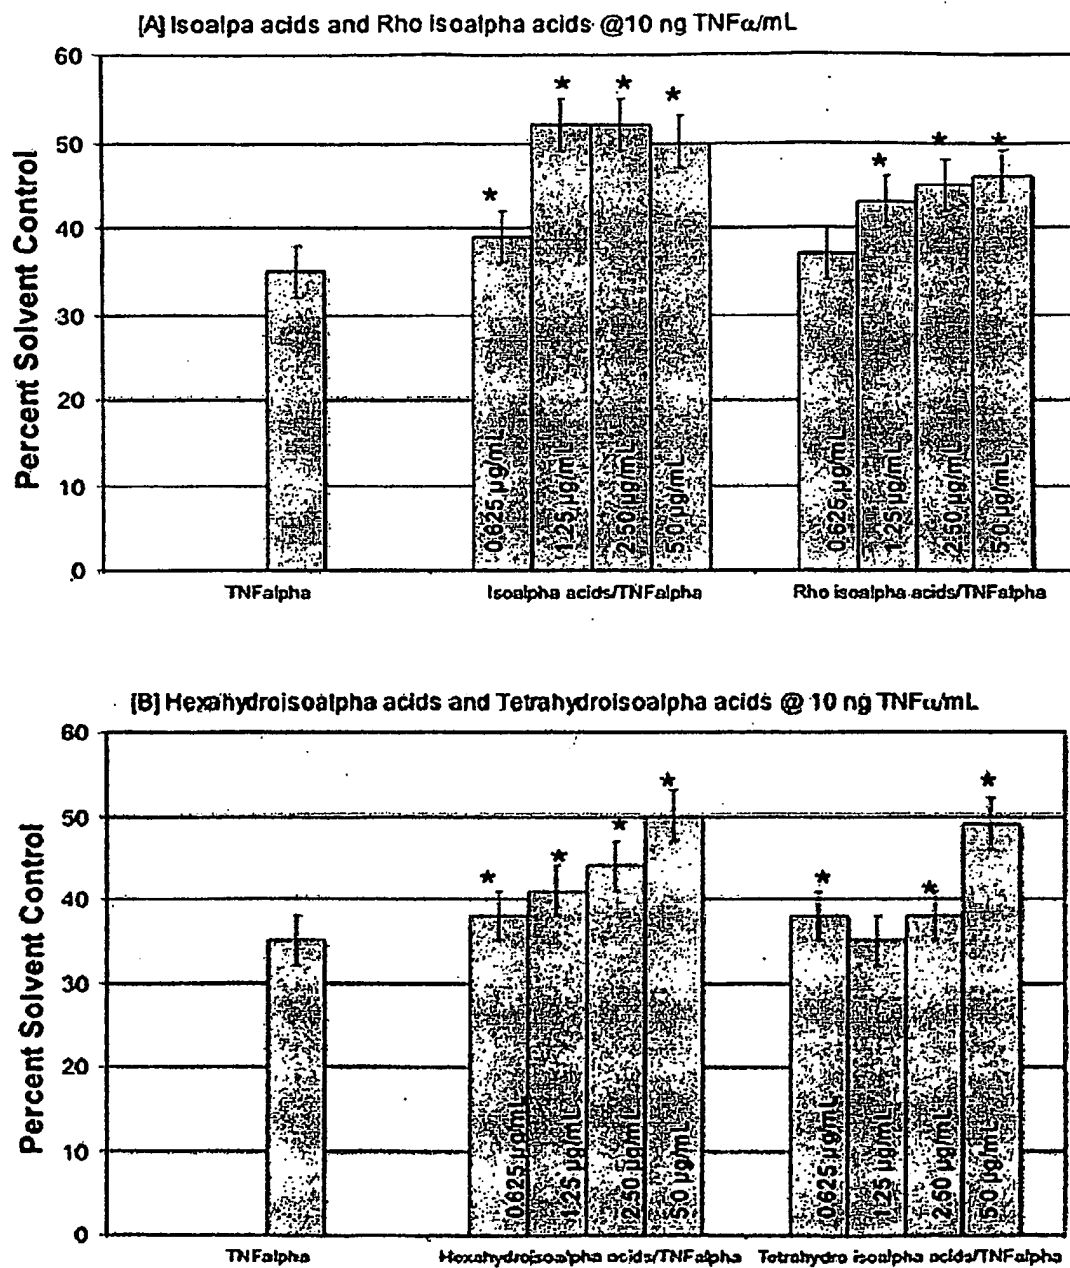 [A] Isoalpa acids and Rho isoalpha acids @10 ng TNFα/mL
Percent Solvent Control
60
50
40
30
20
10
0
*
*
*
*
*
*
*
0.625 µg/mL
1.25 µg/mL
2.50 µg/mL
5.0 µg/mL
0.625 µg/mL
1.25 µg/mL
2.50 µg/mL
5.0 µg/mL
TNFalpha
Isoalpha acids/TNFalpha
Rho isoalpha acids/TNFalpha
[B] Hexahydroisoalpha acids and Tetrahydroisoalpha acids @ 10 ng TNFα/mL
Percent Solvent Control
60
50
40
30
20
10
0
*
*
*
*
*
*
*
0.625 µg/mL
1.25 µg/mL
2.50 µg/mL
5.0 µg/mL
0.625 µg/mL
1.25 µg/mL
2.50 µg/mL
5.0 µg/mL
TNFalpha
Hexahydroisoalpha acids/TNFalpha
Tetrahydro isoalpha acids/TNFalpha